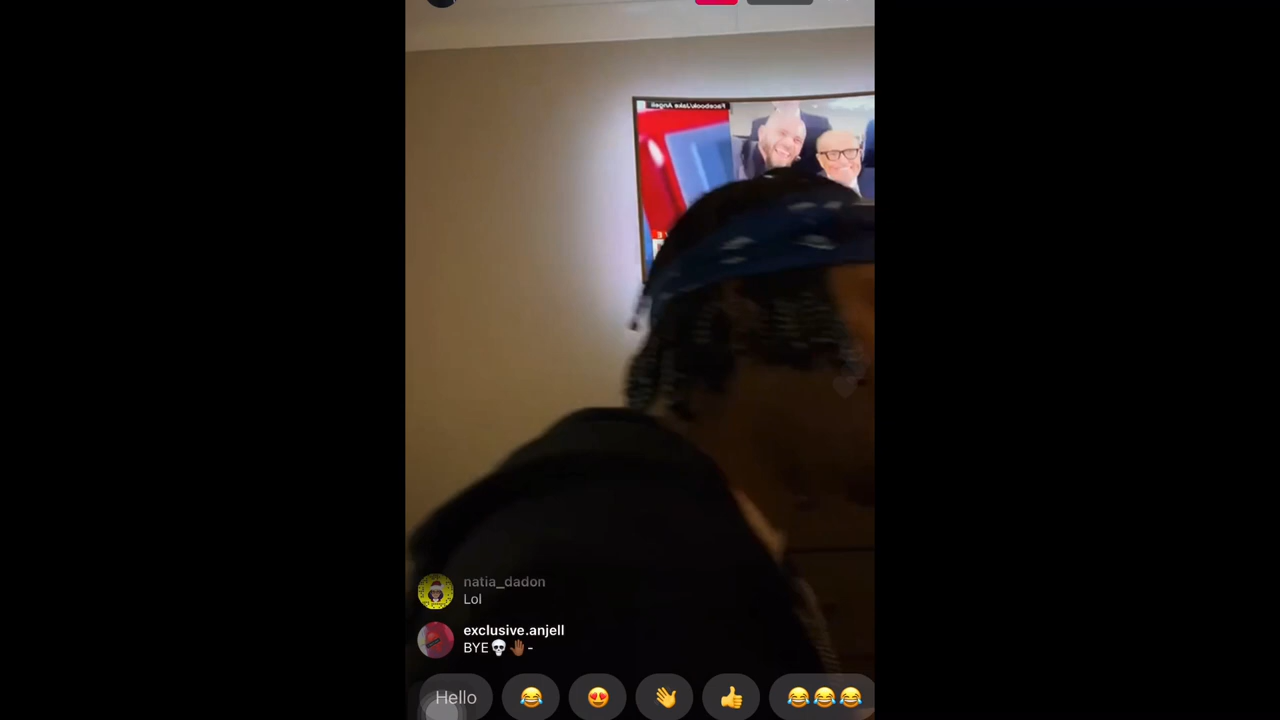 Facebook/Jake Angeli
natia_dadon
Lol
exclusive.anjell
BYE💀🤚🏾-
Hello
😂
😍
👋
👍
😂😂😂